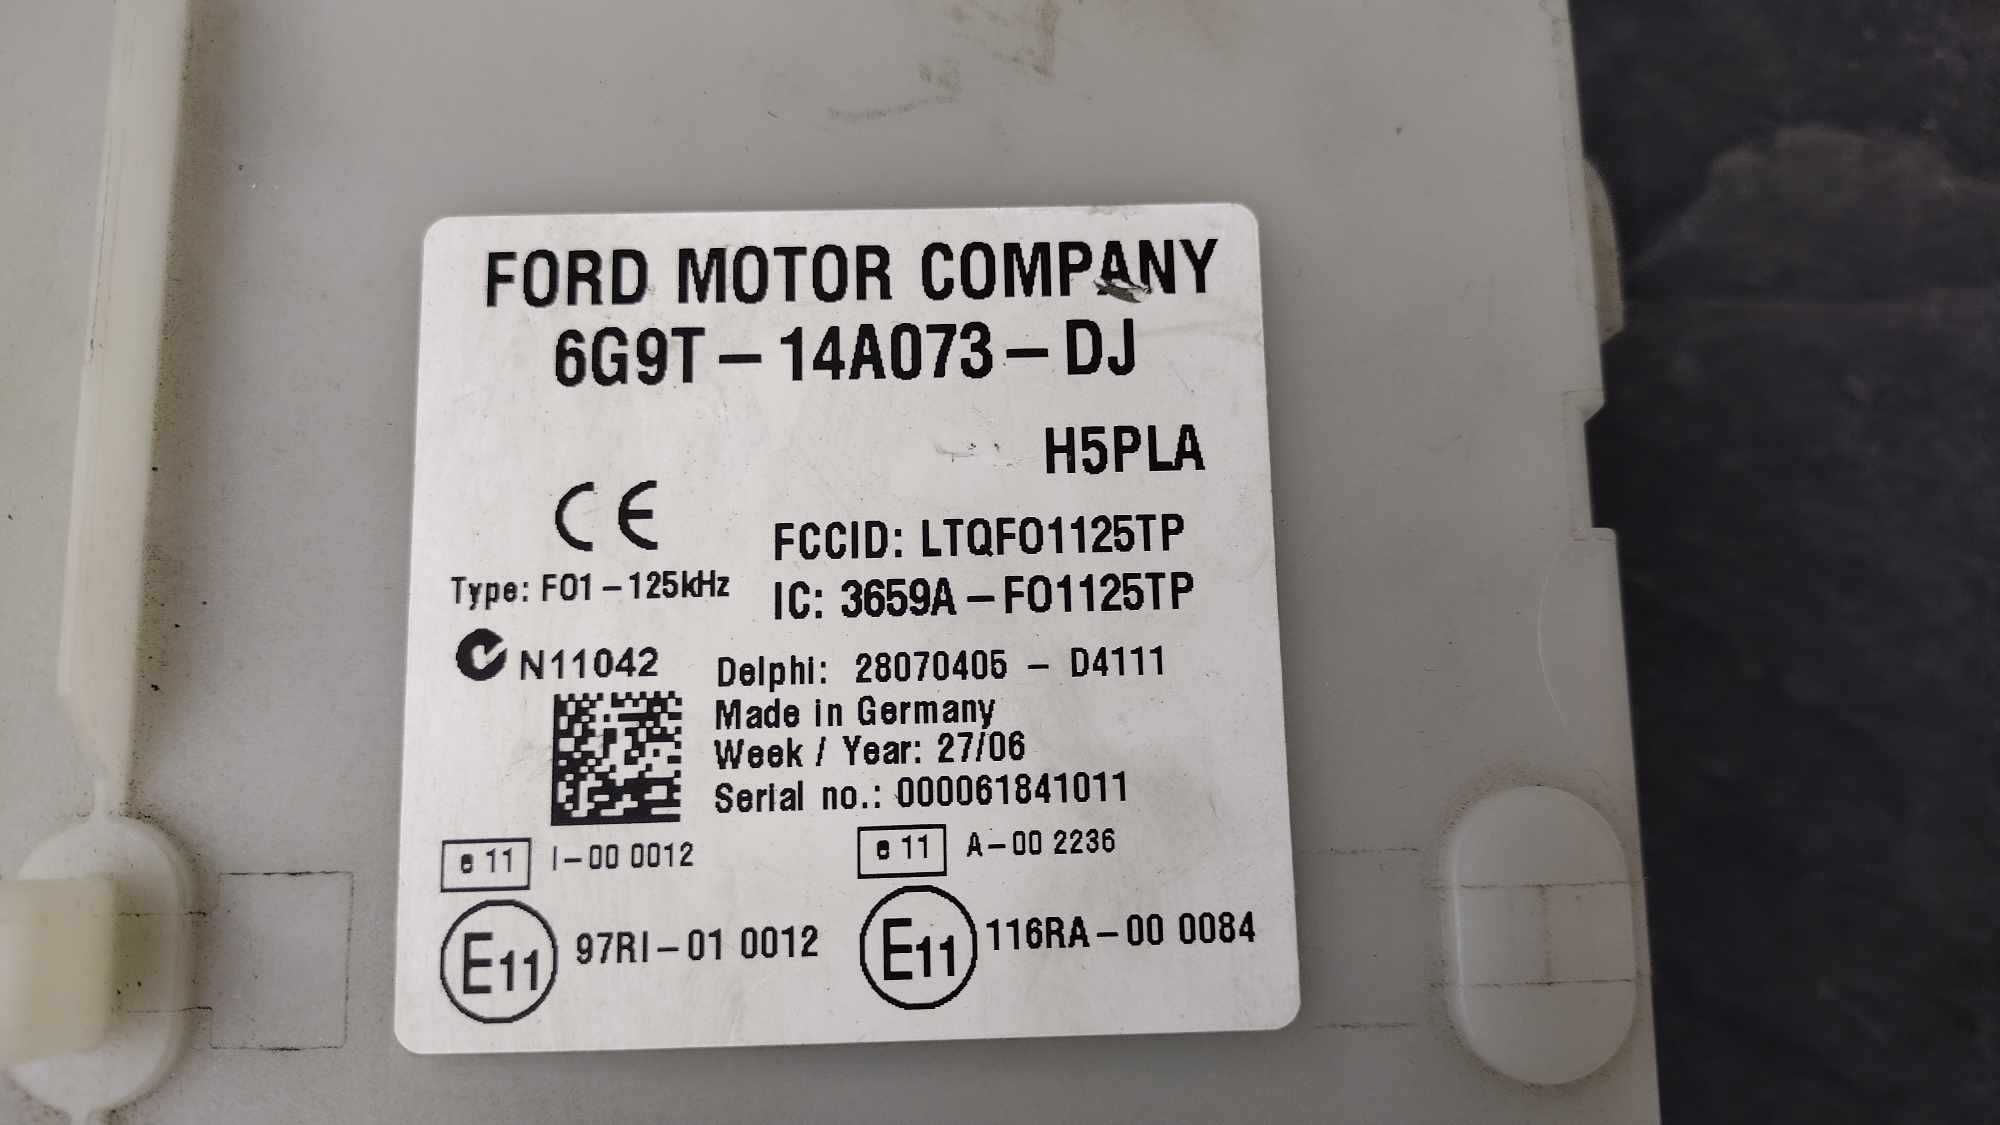 FORD MOTOR COMPANY
6G9T-14A073-DJ
H5PLA
CE
FCCID: LTQFO1125TP
Type: FO1-125kHz
IC: 3659A-FO1125TP
N11042
Delphi: 28070405 - D4111
Made in Germany
Week / Year: 27/06
Serial no.: 000061841011
e 11 I-00 0012
e 11 A-00 2236
E11 97RI-01 0012
E11 116RA-00 0084